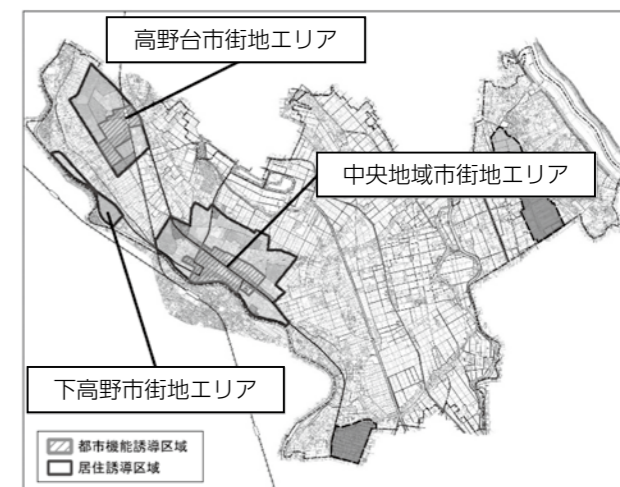 高野台市街地エリア
中央地域市街地エリア
下高野市街地エリア
都市機能誘導区域
居住誘導区域